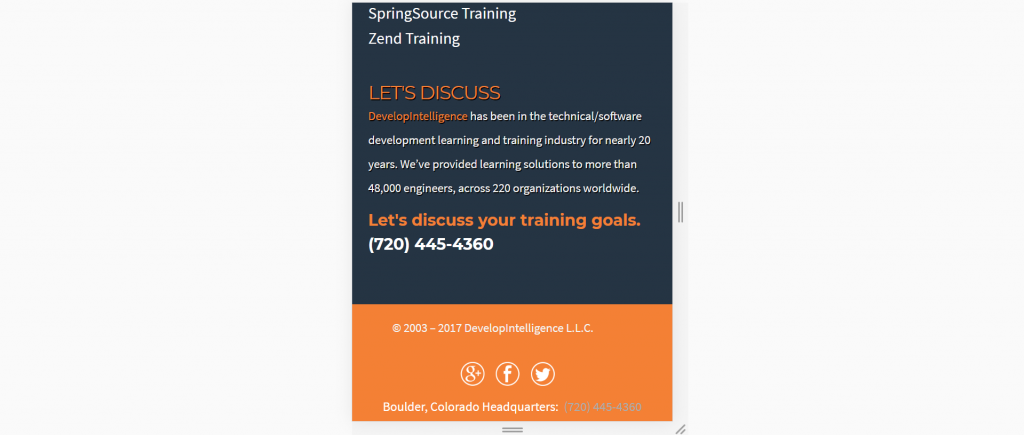 SpringSource Training
Zend Training
LET'S DISCUSS
DevelopIntelligence has been in the technical/software
development learning and training industry for nearly 20
years. We’ve provided learning solutions to more than
48,000 engineers, across 220 organizations worldwide.
Let's discuss your training goals.
(720) 445-4360
© 2003 – 2017 DevelopIntelligence L.L.C.
Boulder, Colorado Headquarters: (720) 445-4360